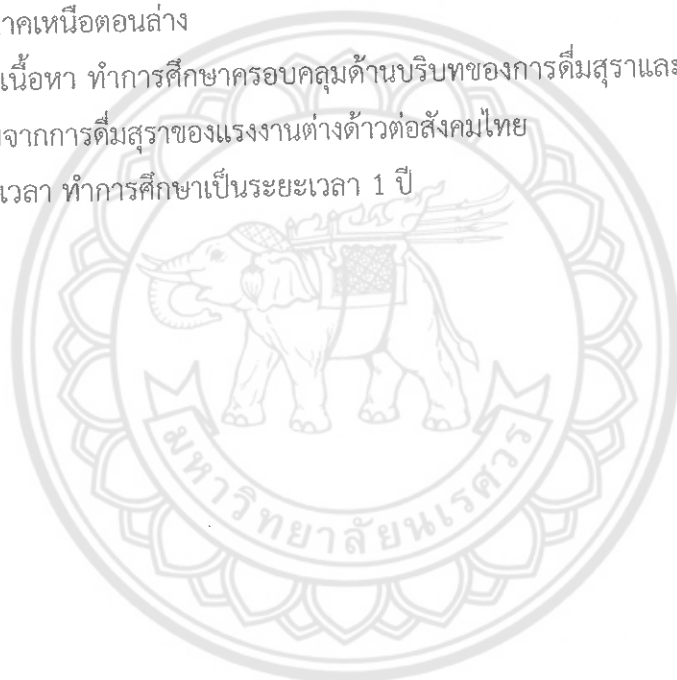 าคเหนือตอนล่าง
เนื้อหา ทำการศึกษาครอบคลุมด้านบริบทของการดื่มสุราและ
จากการดื่มสุราของแรงงานต่างด้าวต่อสังคมไทย
เวลา ทำการศึกษาเป็นระยะเวลา 1 ปี
มหาวิทยาลัยนเรศวร